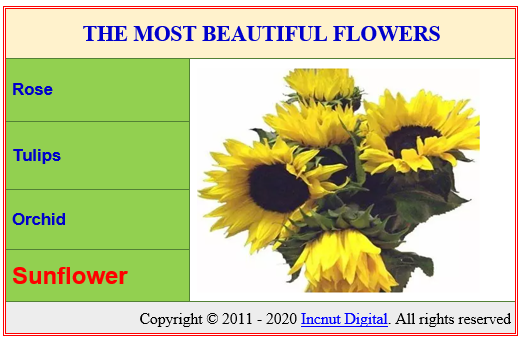 THE MOST BEAUTIFUL FLOWERS
Rose
Tulips
Orchid
Sunflower
Copyright © 2011 - 2020 Incnut Digital. All rights reserved